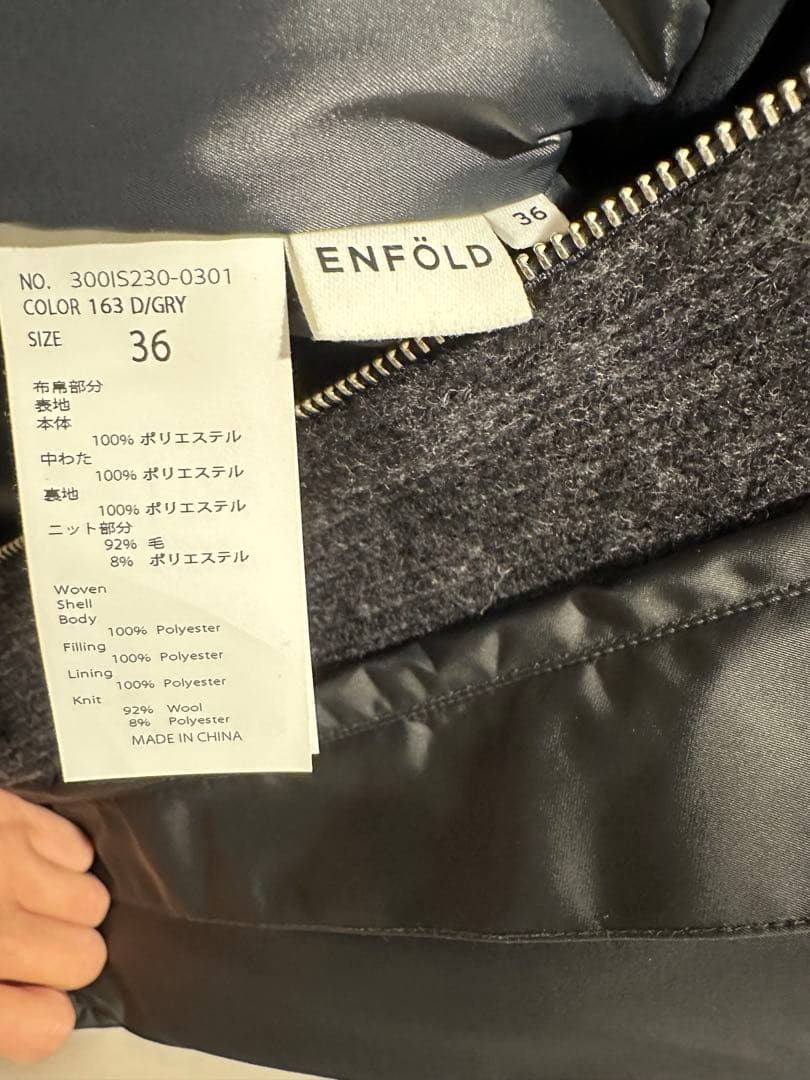 ENFÖLD
36
NO. 300IS230-0301
COLOR 163 D/GRY
SIZE 36
布帛部分
表地
本体
100% ポリエステル
中わた
100% ポリエステル
裏地
100% ポリエステル
ニット部分
92% 毛
8% ポリエステル
Woven
Shell
Body
100% Polyester
Filling
100% Polyester
Lining
100% Polyester
Knit
92% Wool
8% Polyester
MADE IN CHINA